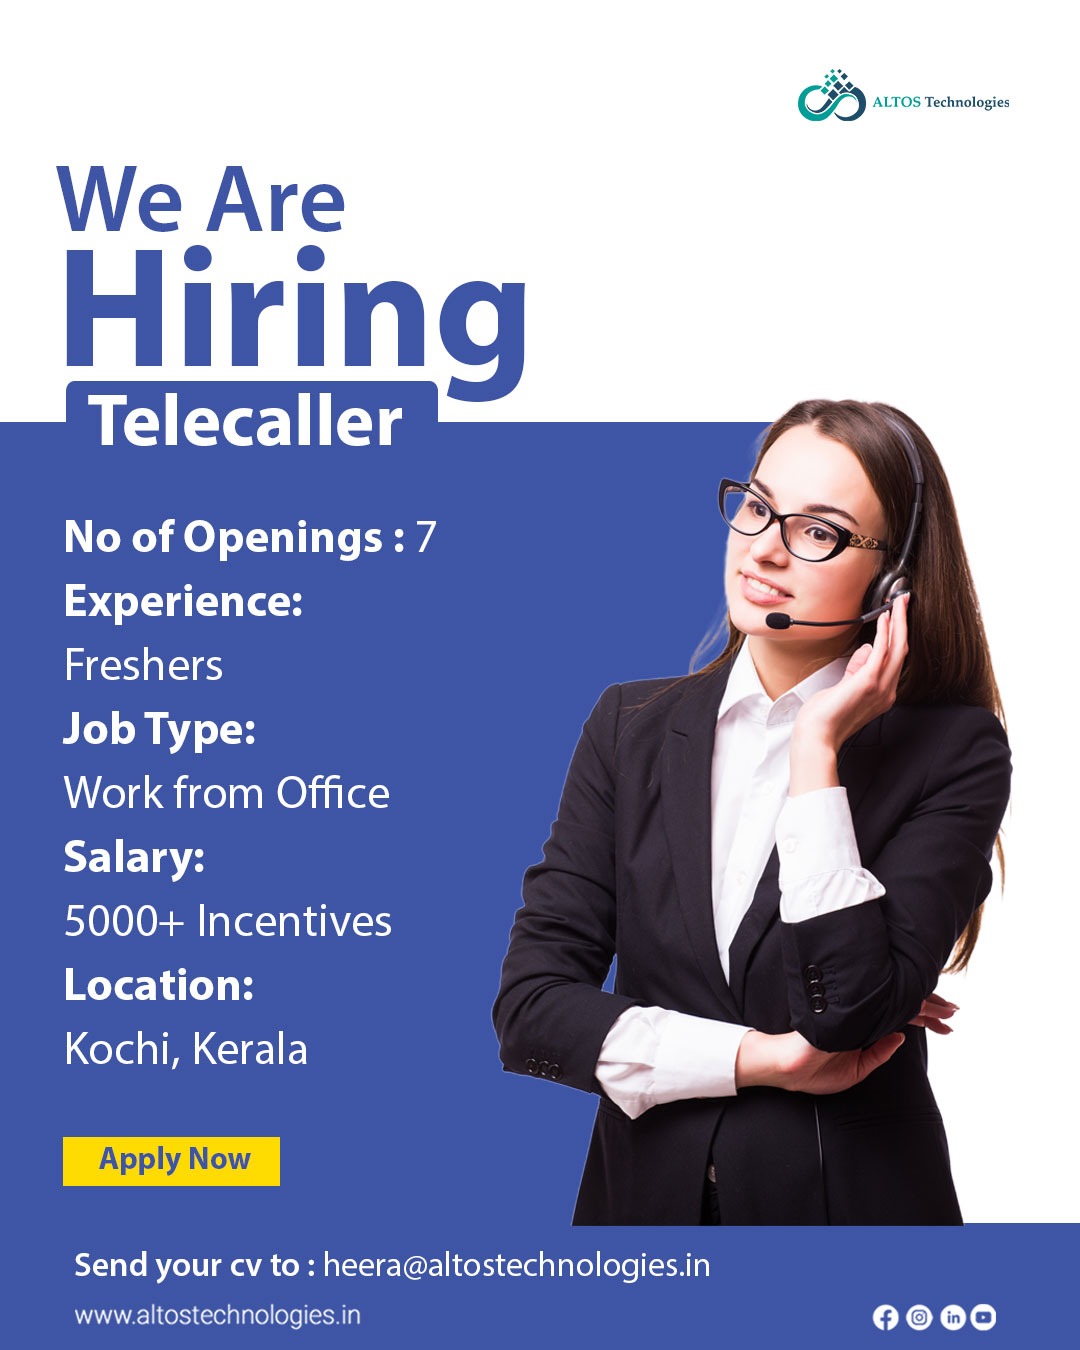 ALTOS Technologies
We Are
Hiring
Telecaller
No of Openings : 7
Experience:
Freshers
Job Type:
Work from Office
Salary:
5000+ Incentives
Location:
Kochi, Kerala
Apply Now
Send your cv to : heera@altostechnologies.in
www.altostechnologies.in